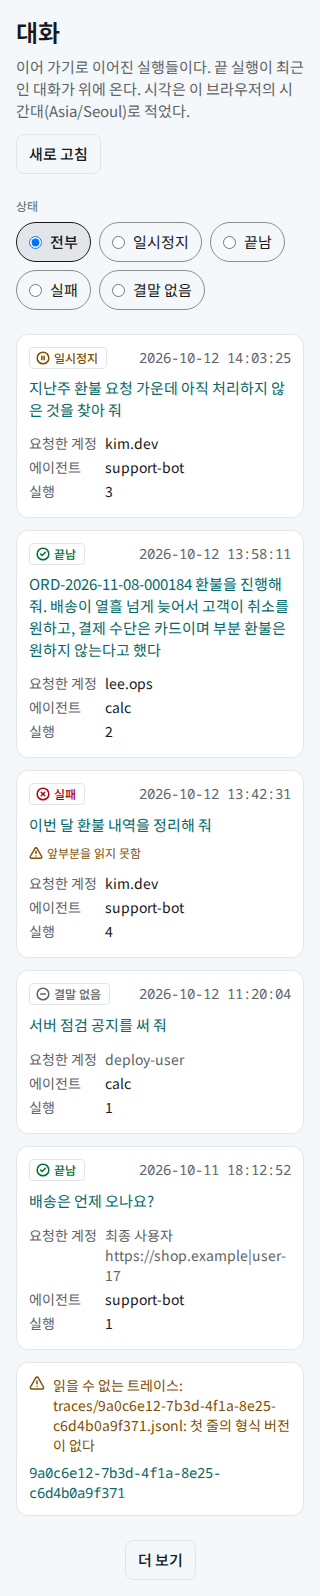 대화
이어 가기로 이어진 실행들이다. 끝 실행이 최근
인 대화가 위에 온다. 시각은 이 브라우저의 시
간대(Asia/Seoul)로 적었다.
새로 고침
상태
전부
일시정지
끝남
실패
결말 없음
일시정지 2026-10-12 14:03:25
지난주 환불 요청 가운데 아직 처리하지 않
은 것을 찾아 줘
요청한 계정 kim.dev
에이전트 support-bot
실행 3
끝남 2026-10-12 13:58:11
ORD-2026-11-08-000184 환불을 진행해
줘. 배송이 열흘 넘게 늦어서 고객이 취소를
원하고, 결제 수단은 카드이며 부분 환불은
원하지 않는다고 했다
요청한 계정 lee.ops
에이전트 calc
실행 2
실패 2026-10-12 13:42:31
이번 달 환불 내역을 정리해 줘
앞부분을 읽지 못함
요청한 계정 kim.dev
에이전트 support-bot
실행 4
결말 없음 2026-10-12 11:20:04
서버 점검 공지를 써 줘
요청한 계정 deploy-user
에이전트 calc
실행 1
끝남 2026-10-11 18:12:52
배송은 언제 오나요?
요청한 계정 최종 사용자
https://shop.example|user-
17
에이전트 support-bot
실행 1
읽을 수 없는 트레이스:
traces/9a0c6e12-7b3d-4f1a-8e25-
c6d4b0a9f371.jsonl: 첫 줄의 형식 버전
이 없다
9a0c6e12-7b3d-4f1a-8e25-
c6d4b0a9f371
더 보기